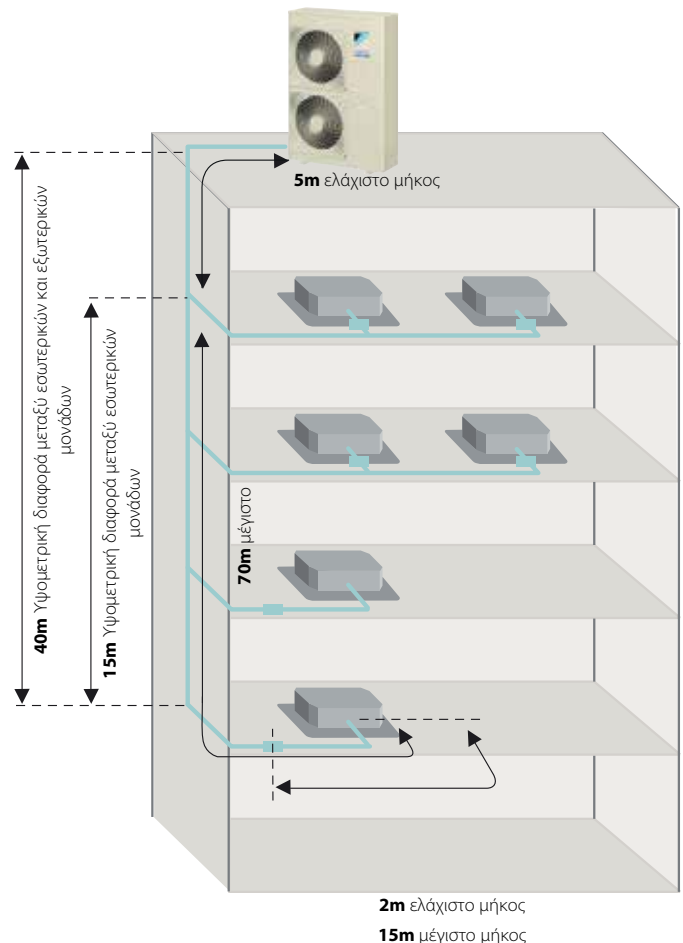 5m ελάχιστο μήκος
40m Υψομετρική διαφορά μεταξύ εσωτερικών και εξωτερικών
μονάδων
15m Υψομετρική διαφορά μεταξύ εσωτερικών
μονάδων
70m μέγιστο
2m ελάχιστο μήκος
15m μέγιστο μήκος